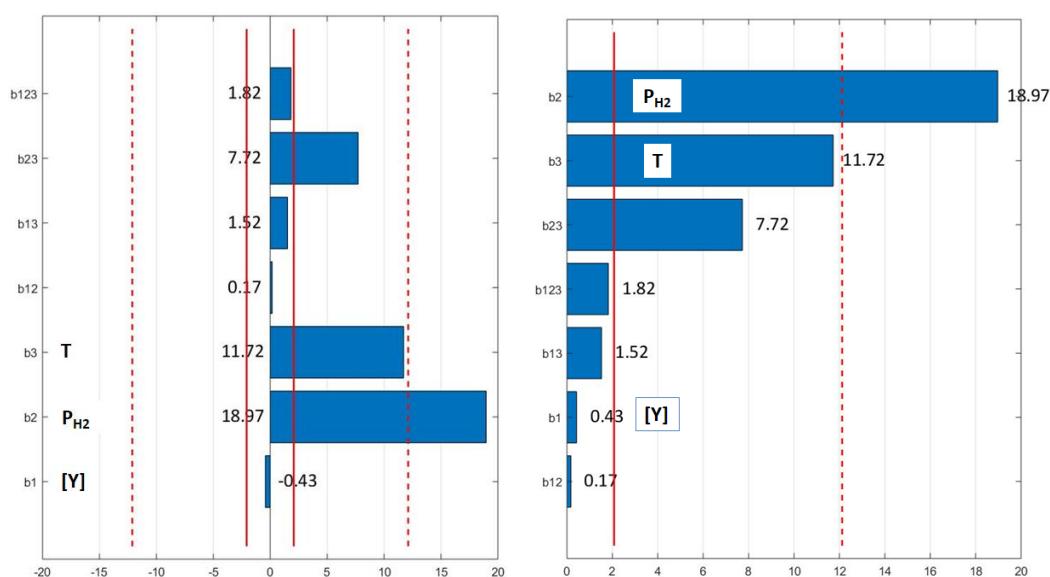 b123 1.82
b23 7.72
b13 1.52
b12 0.17
b3 T 11.72
b2 PH2 18.97
b1 [Y] -0.43
-20 -15 -10 -5 0 5 10 15 20
b2 PH2 18.97
b3 T 11.72
b23 7.72
b123 1.82
b13 1.52
b1 0.43 [Y]
b12 0.17
0 2 4 6 8 10 12 14 16 18 20